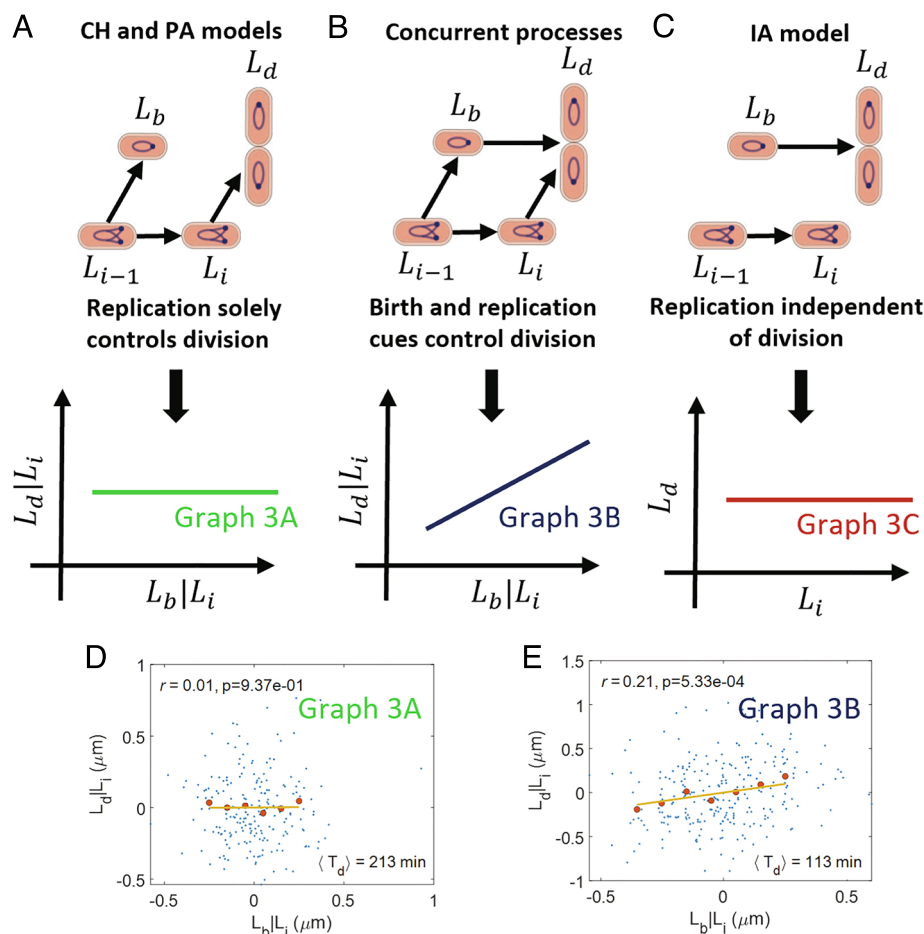 A
CH and PA models
L_d
L_b
L_{i-1}
L_i
Replication solely
controls division
L_d|L_i
Graph 3A
L_b|L_i
B
Concurrent processes
L_d
L_b
L_{i-1}
L_i
Birth and replication
cues control division
L_d|L_i
Graph 3B
L_b|L_i
C
IA model
L_d
L_b
L_{i-1}
L_i
Replication independent
of division
L_d
Graph 3C
L_i
D
r = 0.01, p=9.37e-01
Graph 3A
⟨ T_d ⟩ = 213 min
1
0.5
0
-0.5
L_d|L_i (μm)
-0.5
0
0.5
1
L_b|L_i (μm)
E
r = 0.21, p=5.33e-04
Graph 3B
⟨ T_d ⟩ = 113 min
1.5
1
0.5
0
-0.5
-1
L_d|L_i (μm)
-0.5
0
0.5
L_b|L_i (μm)